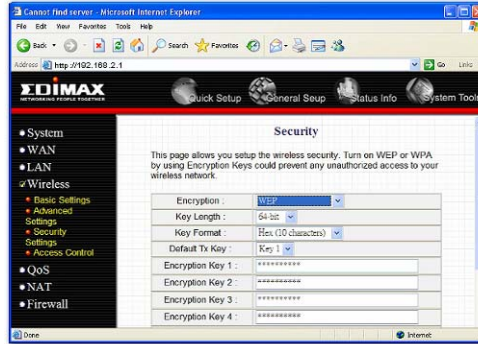 Cannot find server - Microsoft Internet Explorer
File Edit View Favorites Tools Help
Back Search Favorites
Address http://192.168.2.1 Go Links
EDIMAX
NETWORKING PEOPLE TOGETHER
Quick Setup General Seup Status Info System Tools
System
WAN
LAN
Wireless
Basic Settings
Advanced
Settings
Security
Settings
Access Control
QoS
NAT
Firewall
Security
This page allows you setup the wireless security. Turn on WEP or WPA
by using Encryption Keys could prevent any unauthorized access to your
wireless network.
Encryption : WEP
Key Length : 64-bit
Key Format : Hex (10 characters)
Default Tx Key : Key 1
Encryption Key 1 : **********
Encryption Key 2 : **********
Encryption Key 3 : **********
Encryption Key 4 : **********
Done Internet